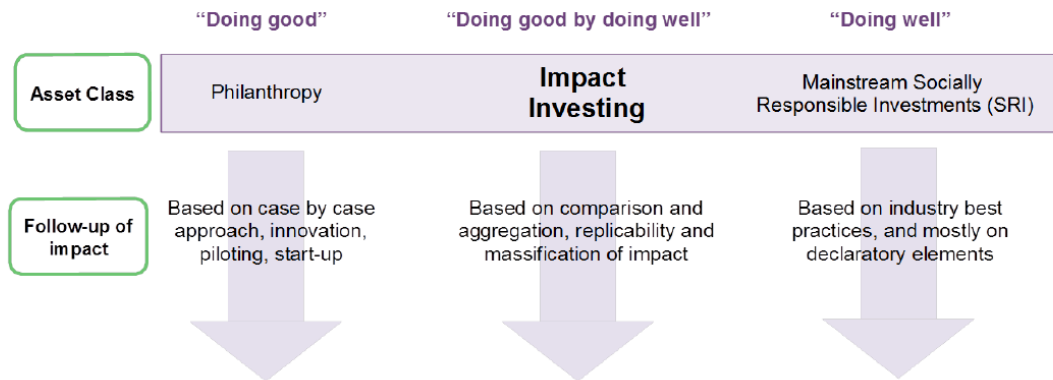 “Doing good”
“Doing good by doing well”
“Doing well”
Asset Class
Philanthropy
Impact
Investing
Mainstream Socially
Responsible Investments (SRI)
Follow-up of
impact
Based on case by case
approach, innovation,
piloting, start-up
Based on comparison and
aggregation, replicability and
massification of impact
Based on industry best
practices, and mostly on
declaratory elements